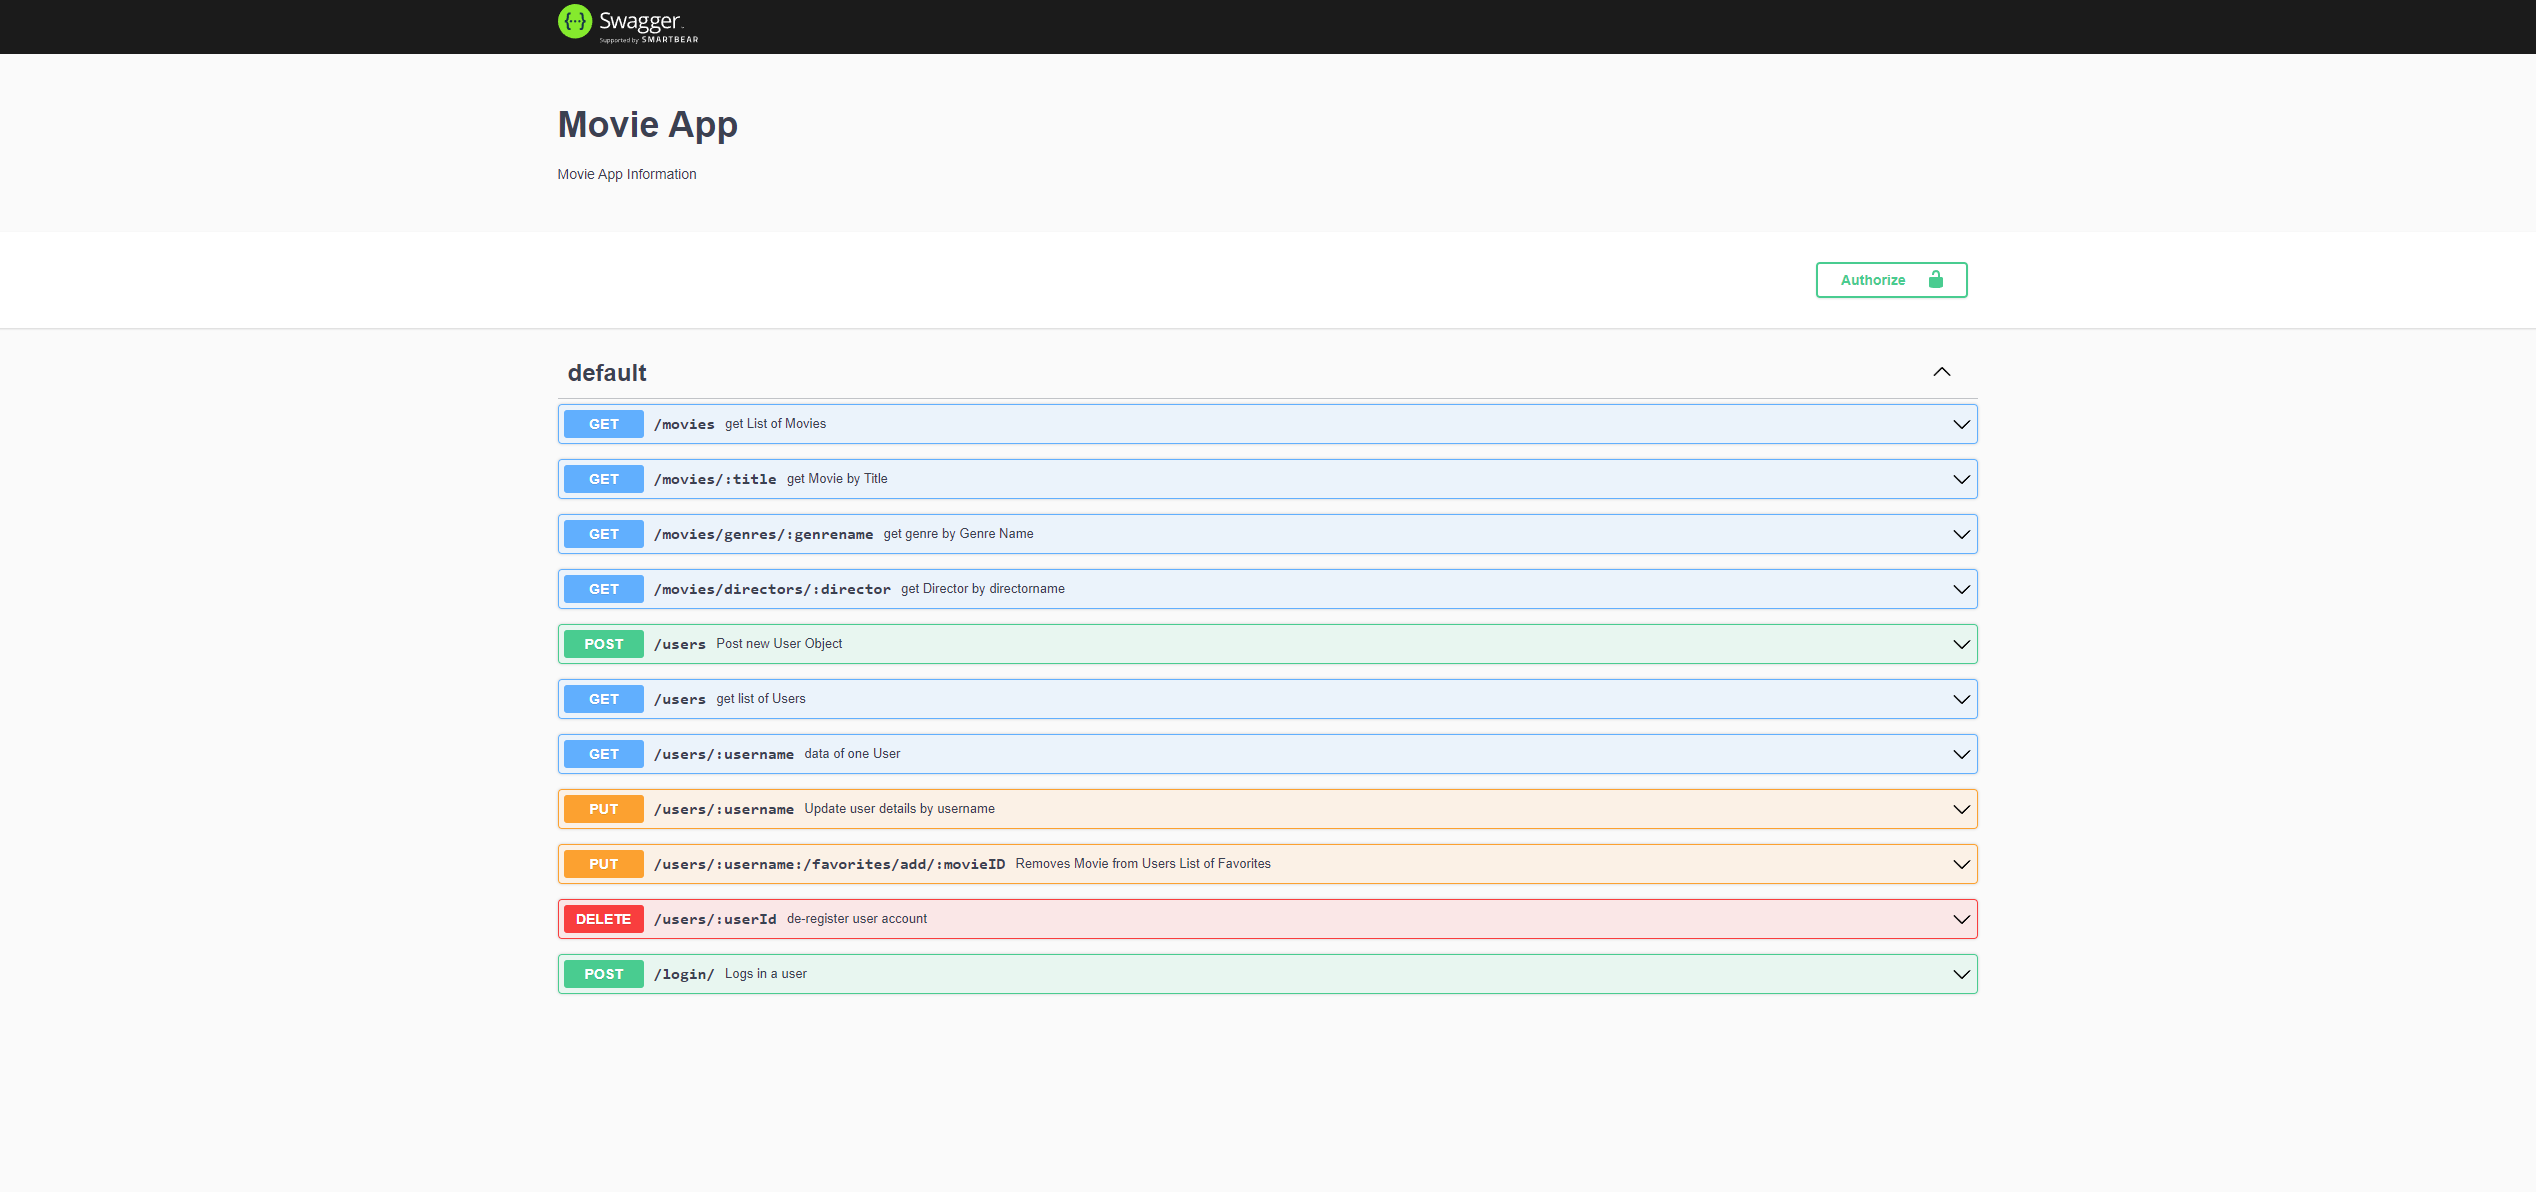 {···} Swagger.
Supported by SMARTBEAR
Movie App
Movie App Information
Authorize
default
GET /movies get List of Movies
GET /movies/:title get Movie by Title
GET /movies/genres/:genrename get genre by Genre Name
GET /movies/directors/:director get Director by directorname
POST /users Post new User Object
GET /users get list of Users
GET /users/:username data of one User
PUT /users/:username Update user details by username
PUT /users/:username:/favorites/add/:movieID Removes Movie from Users List of Favorites
DELETE /users/:userId de-register user account
POST /login/ Logs in a user